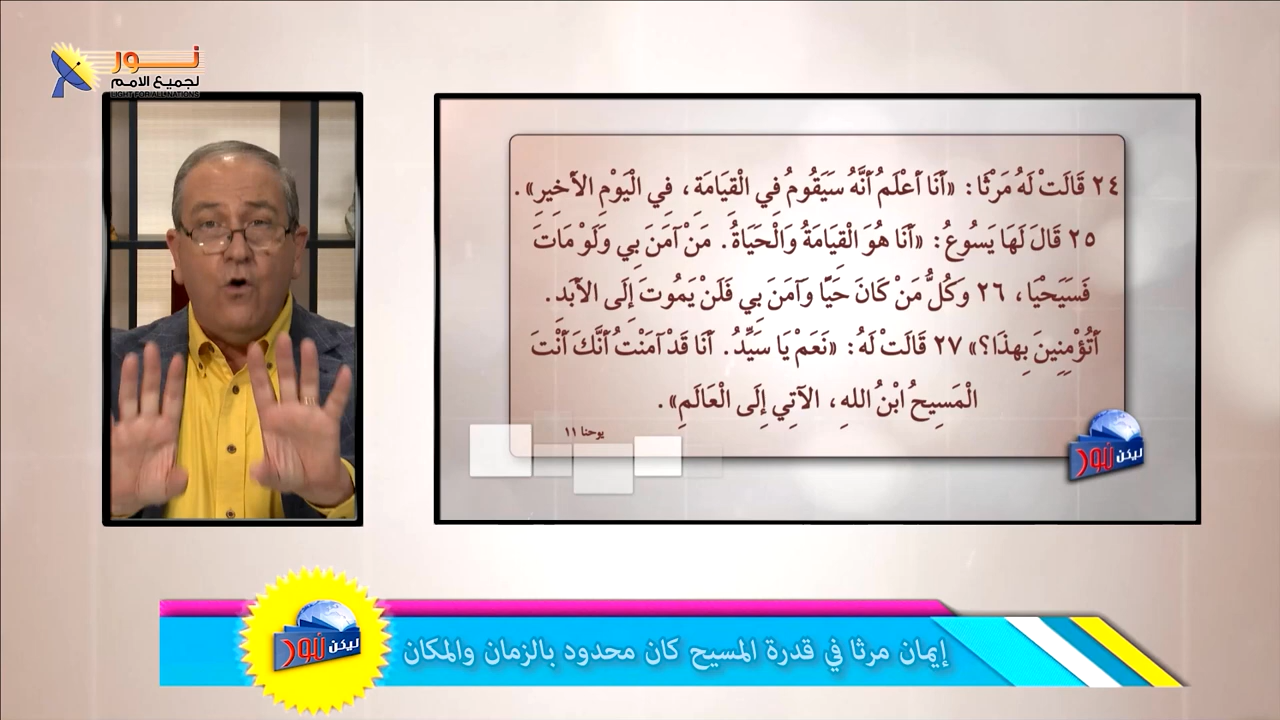 نور
لجميع الامم
LIGHT FOR ALL NATIONS
٢٤ قَالَتْ لَهُ مَرْثَا: «أَنَا أَعْلَمُ أَنَّهُ سَيَقُومُ فِي الْقِيَامَةِ، فِي الْيَوْمِ الأَخِيرِ».
٢٥ قَالَ لَهَا يَسُوعُ: «أَنَا هُوَ الْقِيَامَةُ وَالْحَيَاةُ. مَنْ آمَنَ بِي وَلَوْ مَاتَ
فَسَيَحْيَا، ٢٦ وَكُلُّ مَنْ كَانَ حَيًّا وَآمَنَ بِي فَلَنْ يَمُوتَ إِلَى الأَبَدِ.
أَتُؤْمِنِينَ بِهذَا؟» ٢٧ قَالَتْ لَهُ: «نَعَمْ يَا سَيِّدُ. أَنَا قَدْ آمَنْتُ أَنَّكَ أَنْتَ
الْمَسِيحُ ابْنُ اللهِ، الآتِي إِلَى الْعَالَمِ».
يوحنا ١١
ليكن نور
إيمان مرثا في قدرة المسيح كان محدود بالزمان والمكان
ليكن نور